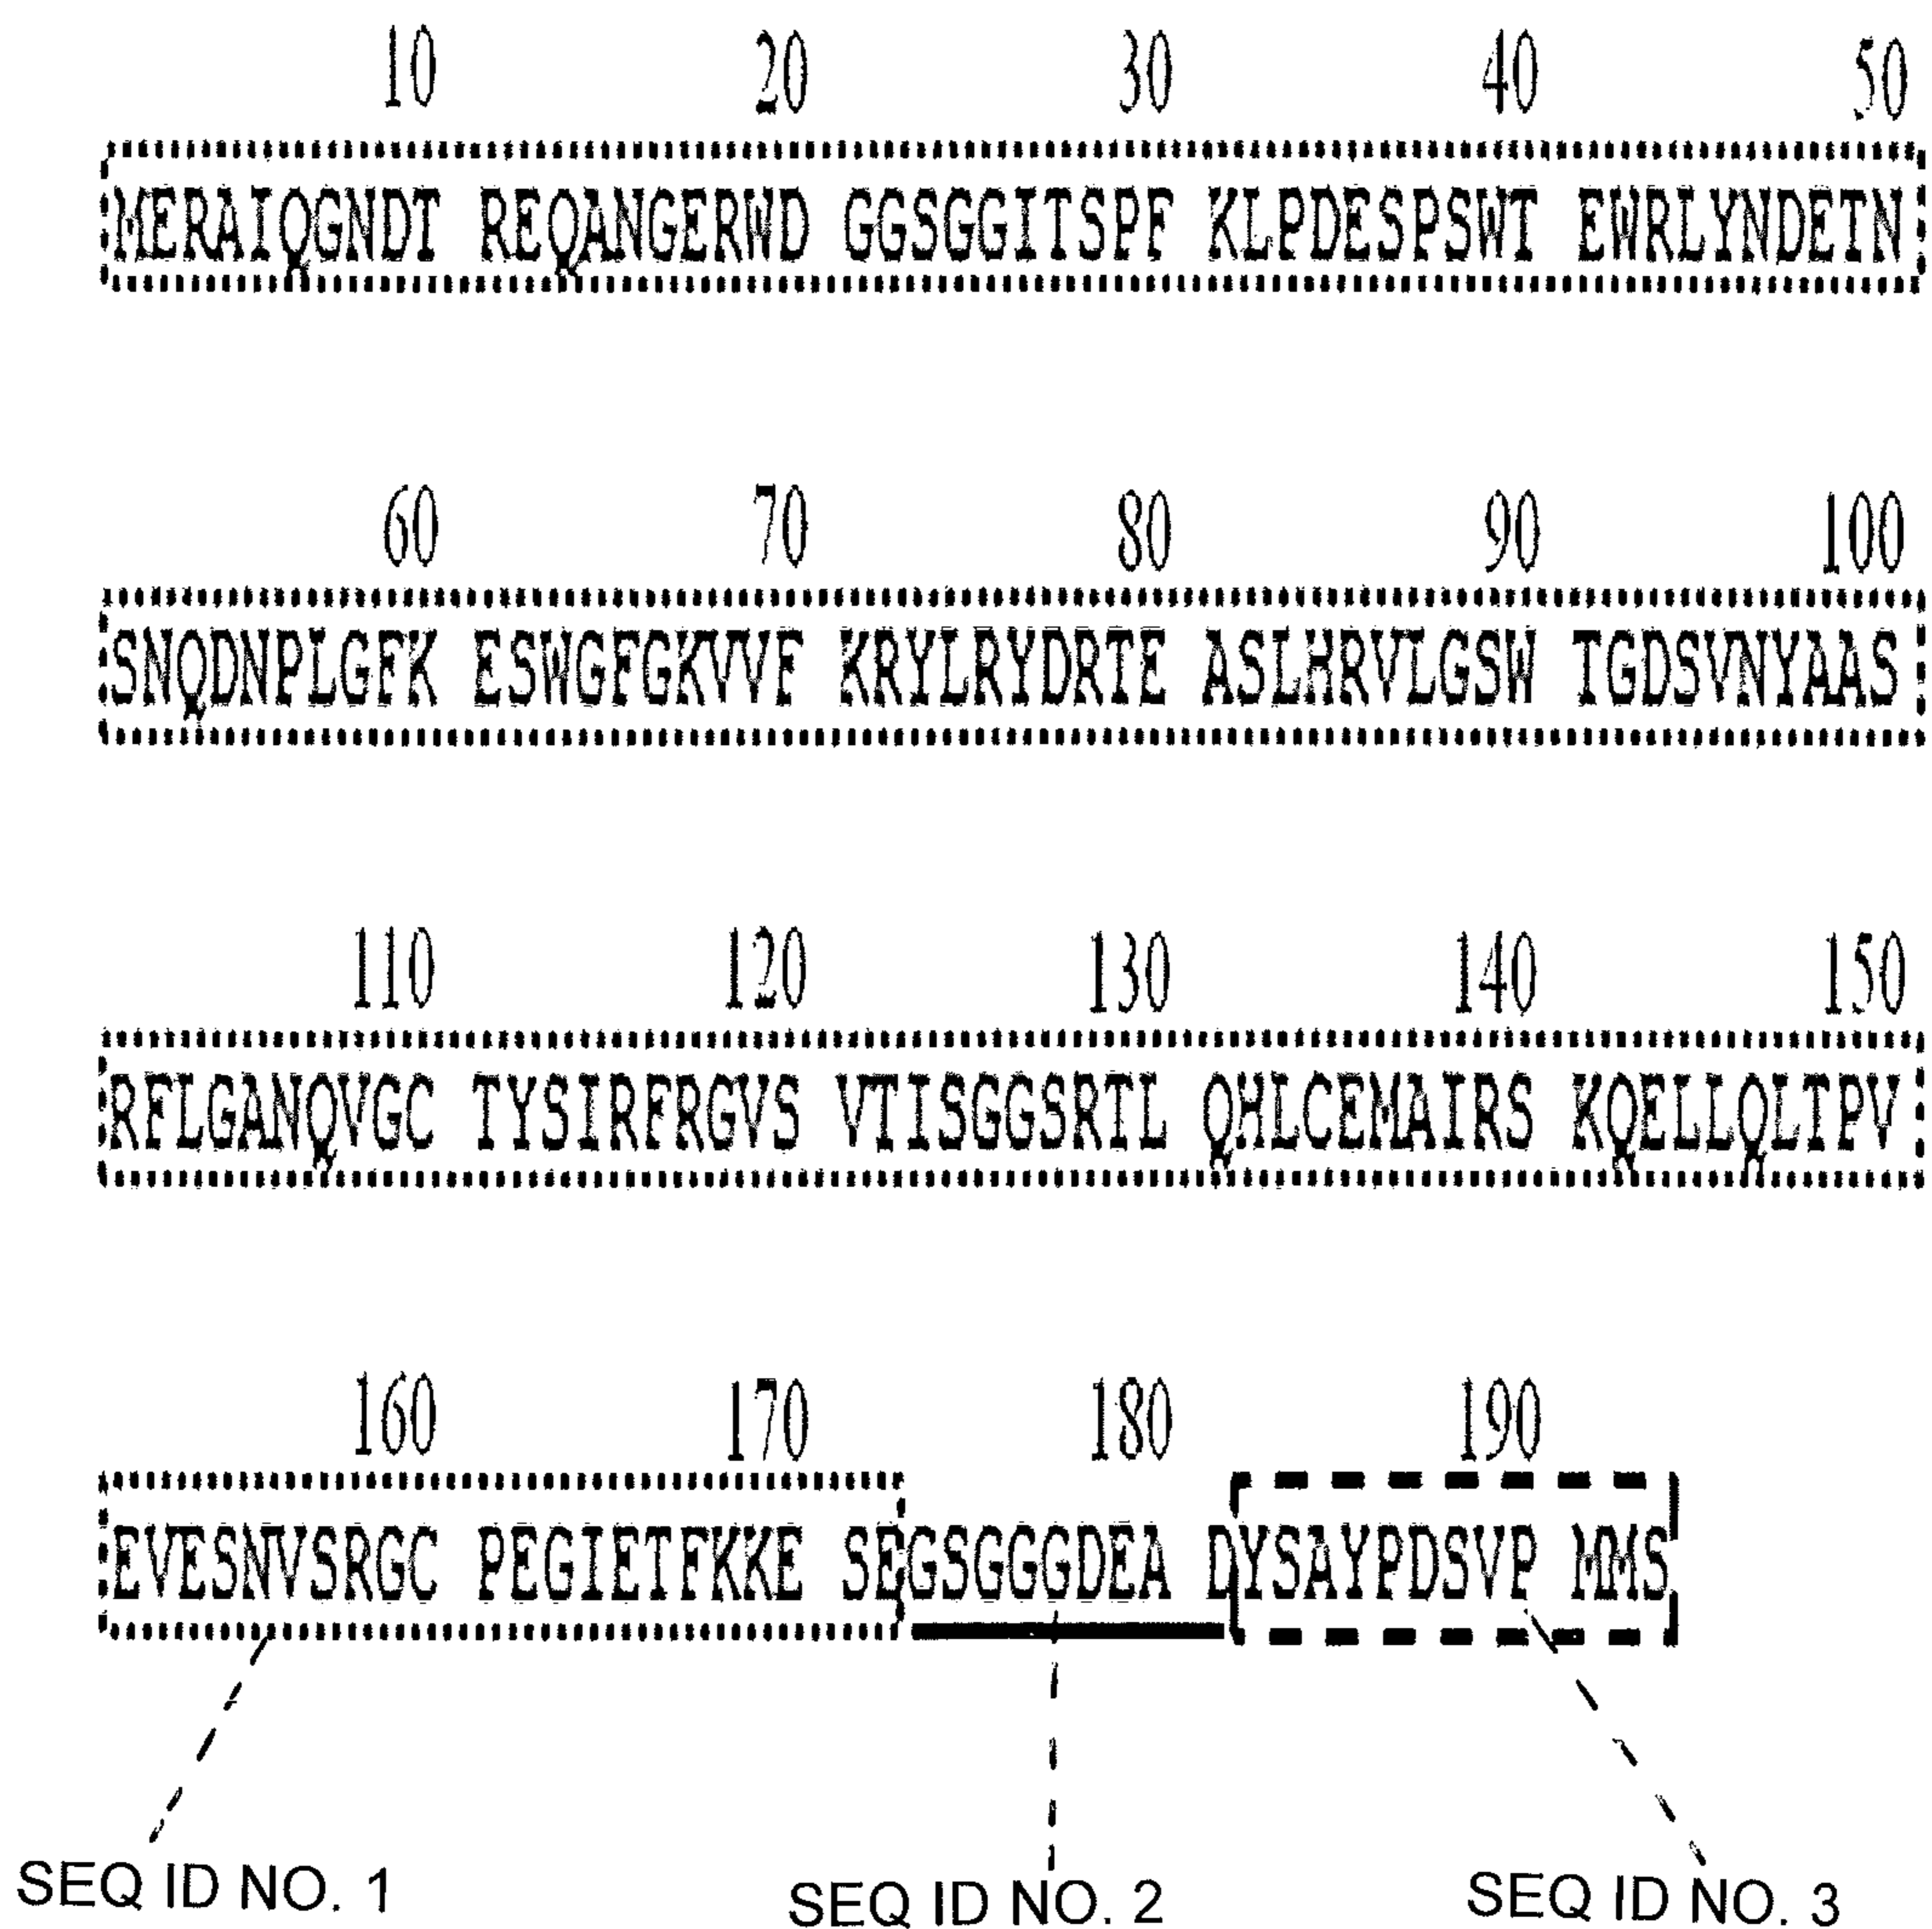 10 20 30 40 50
MERAIQGNDT REQANGERWD GGSGGITSPF KLPDESPSWT EWRLYNDETN
60 70 80 90 100
SNQDNPLGFK ESWGFGKVVF KRYLRYDRTE ASLHRVLGSW TGDSVNYAAS
110 120 130 140 150
RFLGANQVGC TYSIRFRGVS VTISGGSRTL QHLCEMAIRS KQELLQLTPV
160 170 180 190
EVESNVSRGC PEGIETFKKE SEGSGGGDEA DYSAYPDSVP MMS
SEQ ID NO. 1 SEQ ID NO. 2 SEQ ID NO. 3